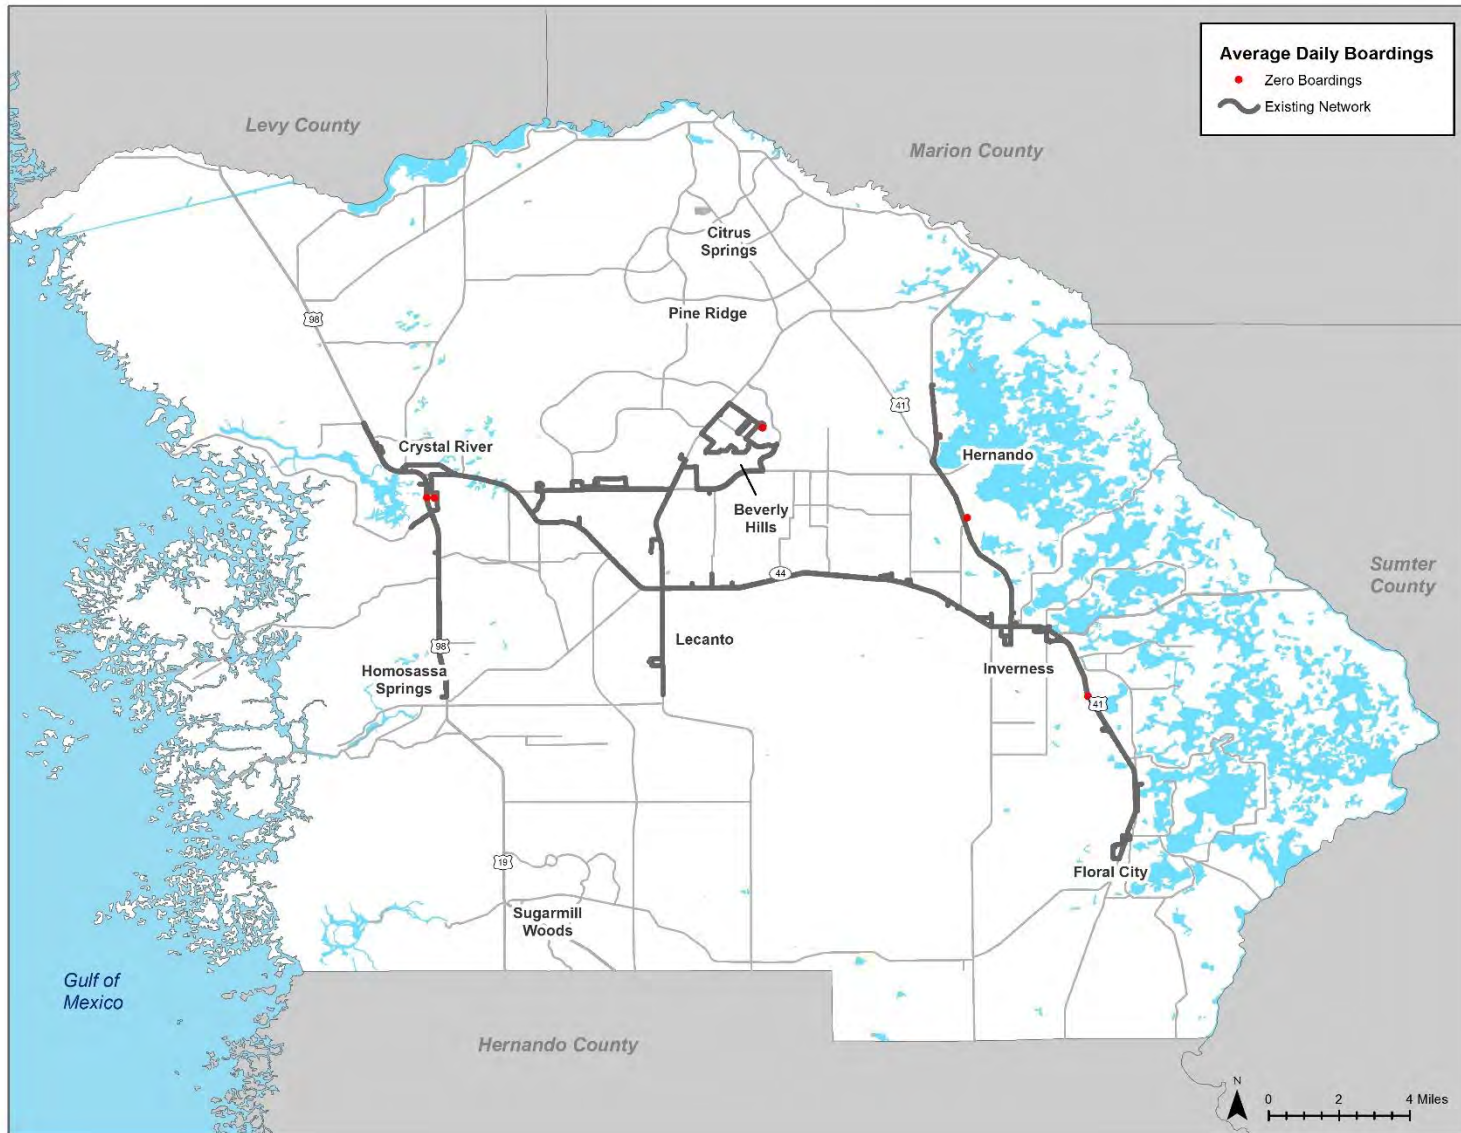 Average Daily Boardings
Zero Boardings
Existing Network
Levy County
Marion County
Citrus
Springs
98
Pine Ridge
41
Crystal River
Hernando
Beverly
Hills
44
Sumter
County
98
Lecanto
Homosassa
Springs
Inverness
41
19
Floral City
Sugarmill
Woods
Gulf of
Mexico
Hernando County
N
0 2 4 Miles